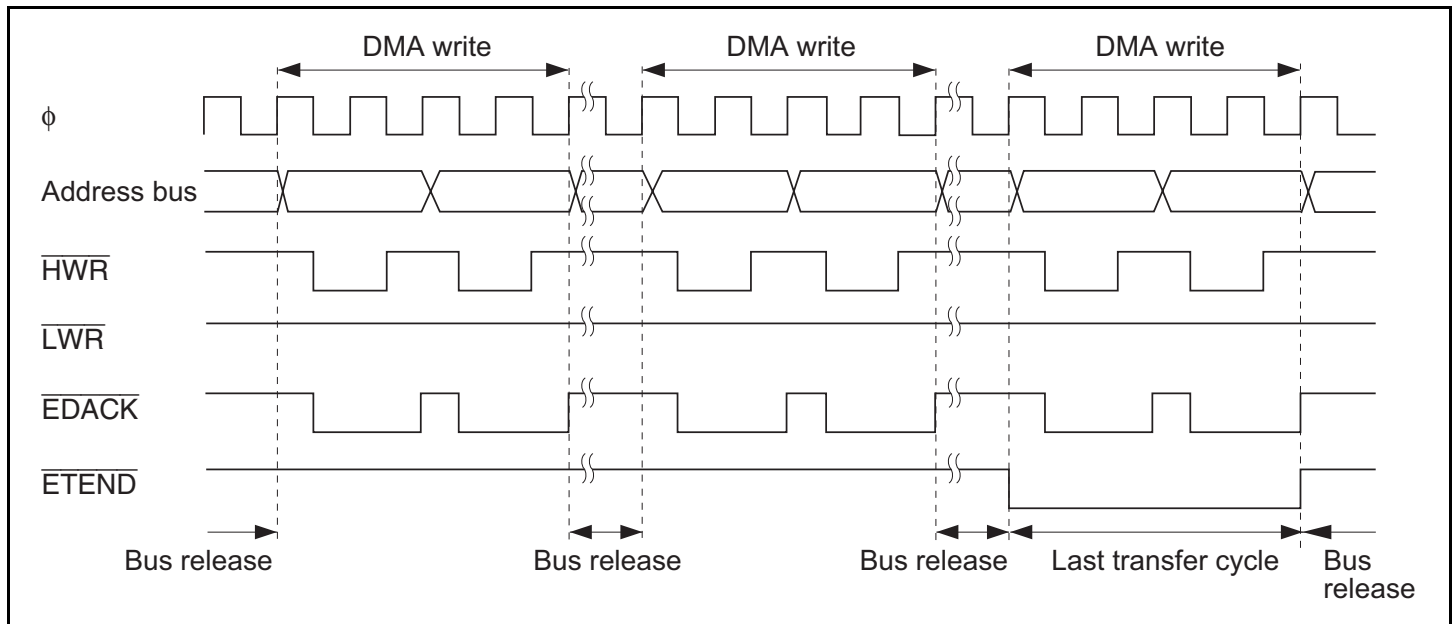 DMA write DMA write DMA write
ϕ
Address bus
HWR
LWR
EDACK
ETEND
Bus release Bus release Bus release Last transfer cycle Bus
release